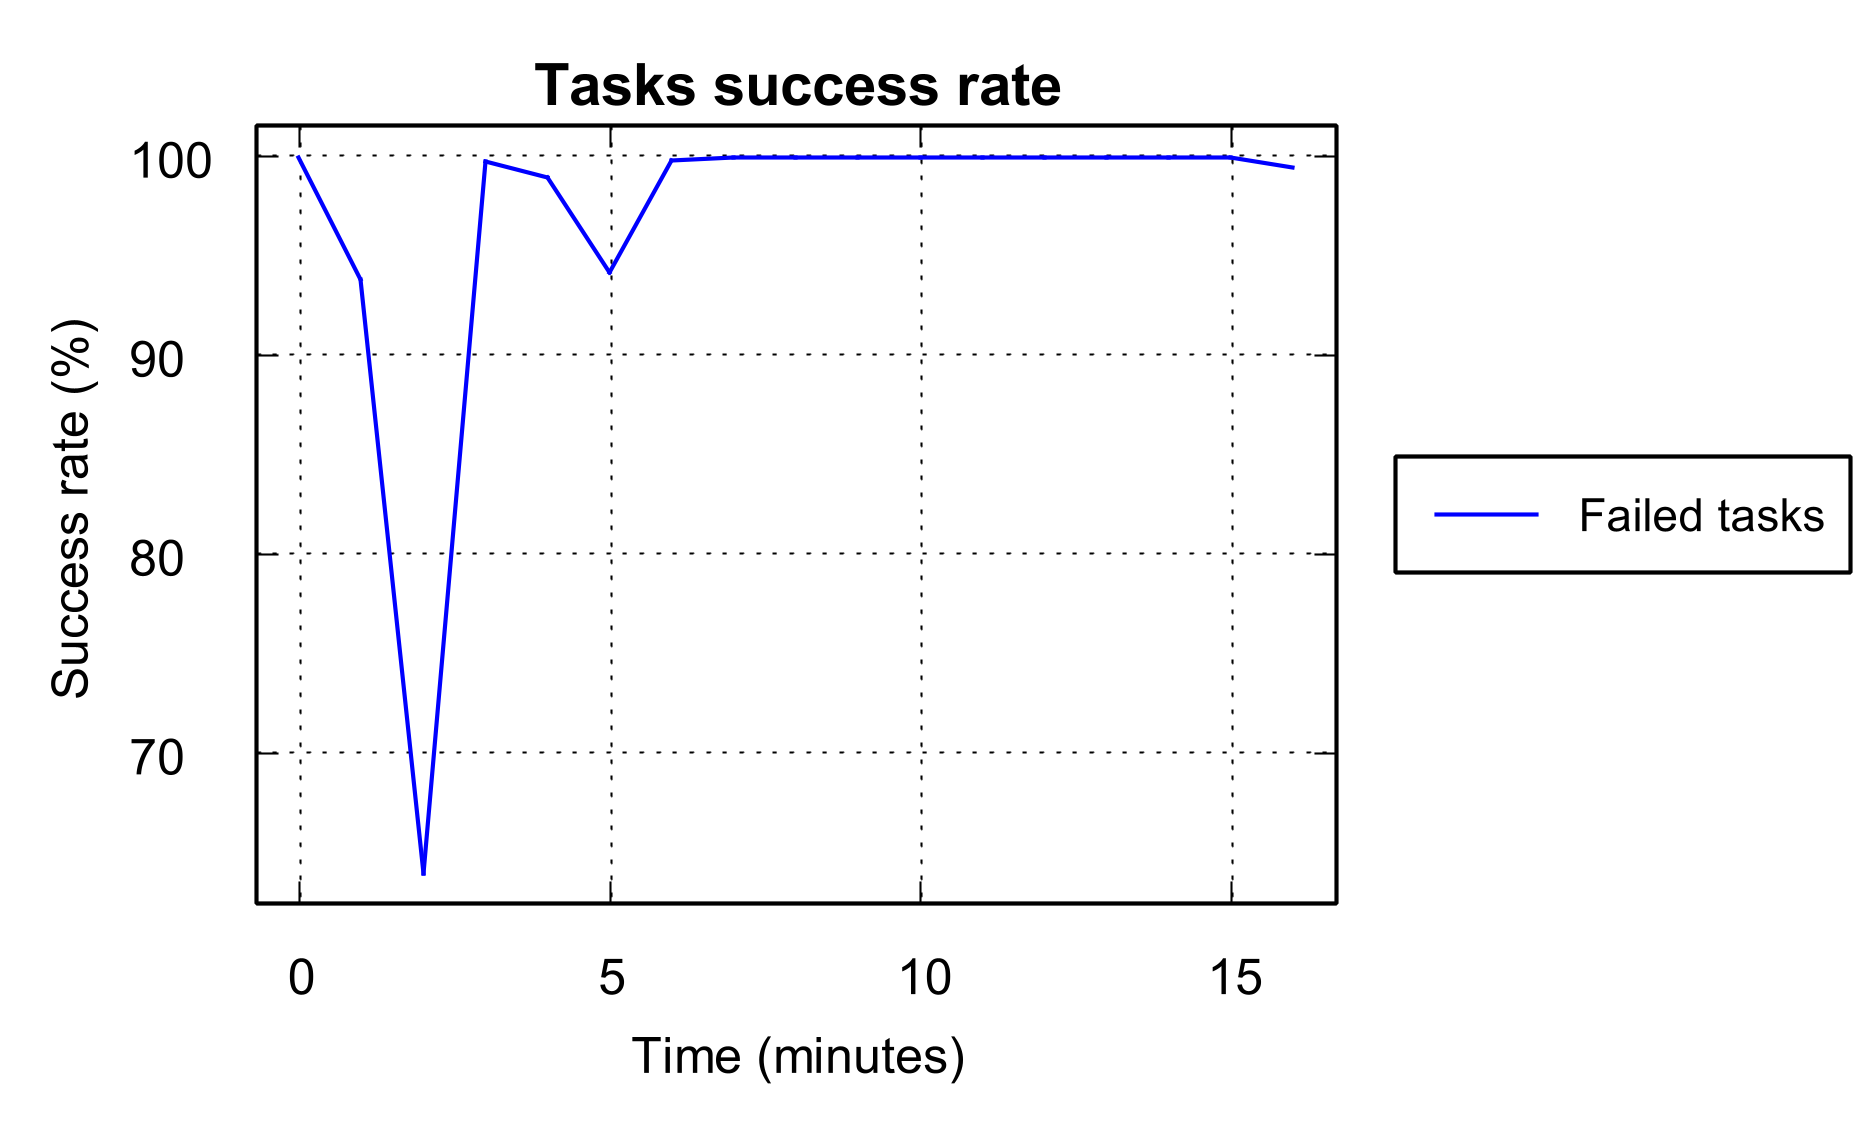 Tasks success rate
100
90
80
70
Success rate (%)
0 5 10 15
Time (minutes)
Failed tasks